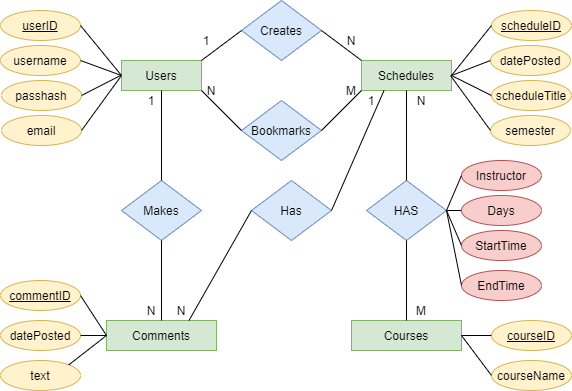 userID
username
passhash
email
Users
1
N
1
Creates
Bookmarks
N
M
1
N
Schedules
scheduleID
datePosted
scheduleTitle
semester
Makes
Has
HAS
Instructor
Days
StartTime
EndTime
N
N
M
commentID
datePosted
text
Comments
Courses
courseID
courseName